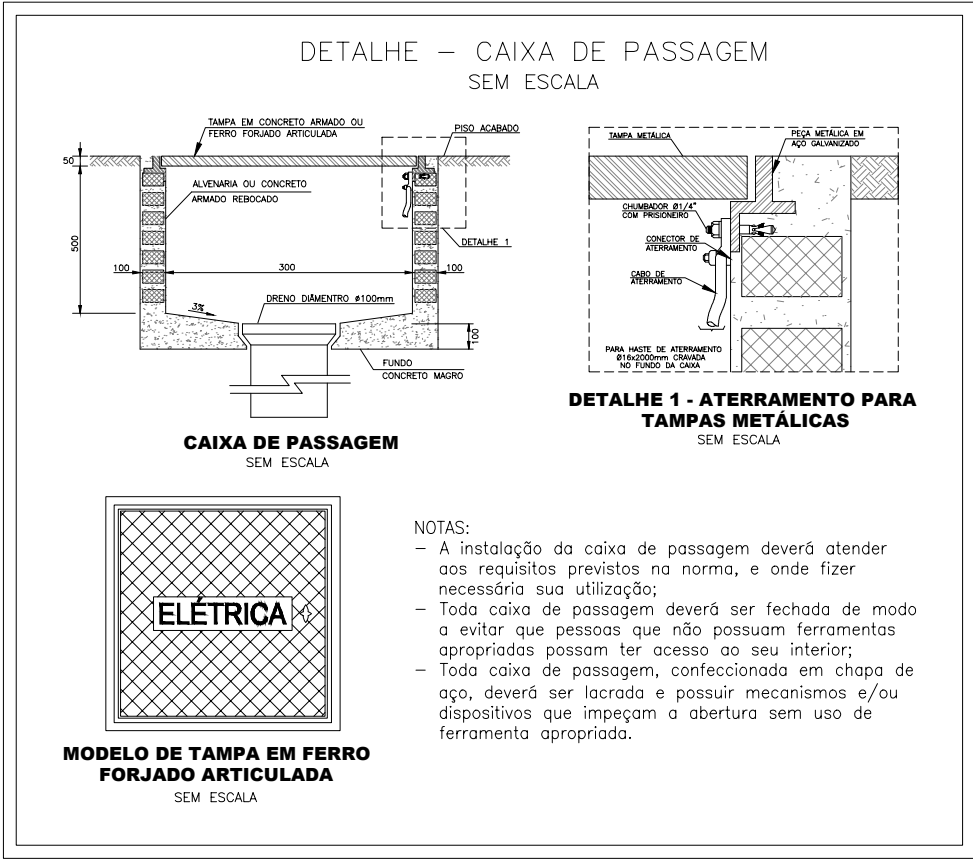 DETALHE – CAIXA DE PASSAGEM
SEM ESCALA
TAMPA EM CONCRETO ARMADO OU
FERRO FORJADO ARTICULADA
PISO ACABADO
50
ALVENARIA OU CONCRETO
ARMADO REBOCADO
500
DETALHE 1
100
300
100
DRENO DIÂMENTRO Ø100mm
3%
100
FUNDO
CONCRETO MAGRO
CAIXA DE PASSAGEM
SEM ESCALA
TAMPA METÁLICA
PEÇA METÁLICA EM
AÇO GALVANIZADO
CHUMBADOR Ø1/4"
COM PRISIONEIRO
CONECTOR DE
ATERRAMENTO
CABO DE
ATERRAMENTO
PARA HASTE DE ATERRAMENTO
Ø16x2000mm CRAVADA
NO FUNDO DA CAIXA
DETALHE 1 - ATERRAMENTO PARA
TAMPAS METÁLICAS
SEM ESCALA
ELÉTRICA
MODELO DE TAMPA EM FERRO
FORJADO ARTICULADA
SEM ESCALA
NOTAS:
– A instalação da caixa de passagem deverá atender
aos requisitos previstos na norma, e onde fizer
necessária sua utilização;
– Toda caixa de passagem deverá ser fechada de modo
a evitar que pessoas que não possuam ferramentas
apropriadas possam ter acesso ao seu interior;
– Toda caixa de passagem, confeccionada em chapa de
aço, deverá ser lacrada e possuir mecanismos e/ou
dispositivos que impeçam a abertura sem uso de
ferramenta apropriada.